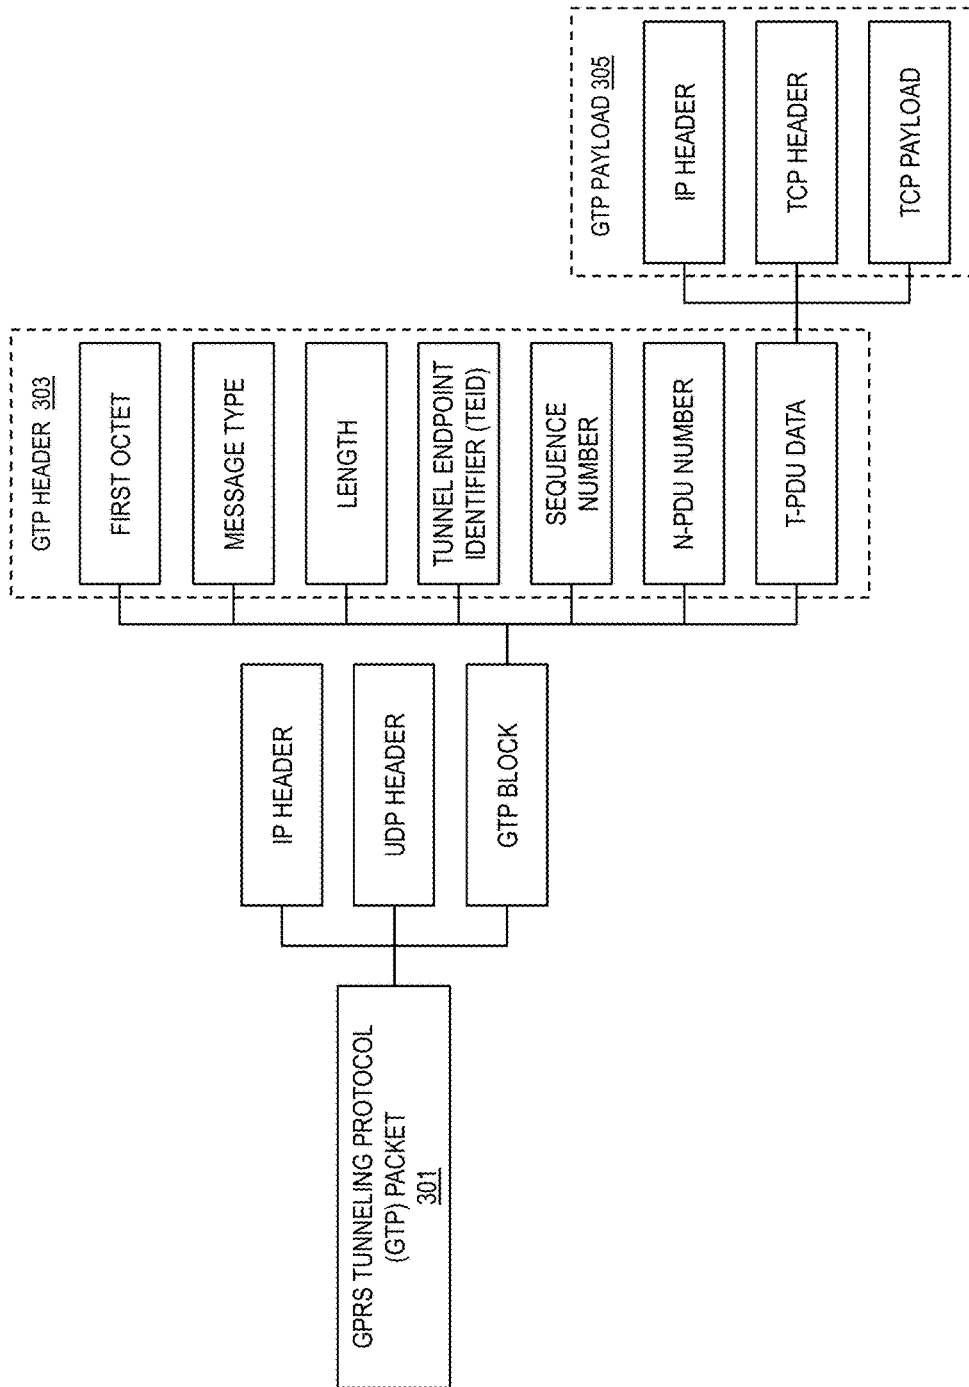 GPRS TUNNELING PROTOCOL
(GTP) PACKET
301
IP HEADER
UDP HEADER
GTP BLOCK
GTP HEADER 303
FIRST OCTET
MESSAGE TYPE
LENGTH
TUNNEL ENDPOINT
IDENTIFIER (TEID)
SEQUENCE
NUMBER
N-PDU NUMBER
T-PDU DATA
GTP PAYLOAD 305
IP HEADER
TCP HEADER
TCP PAYLOAD